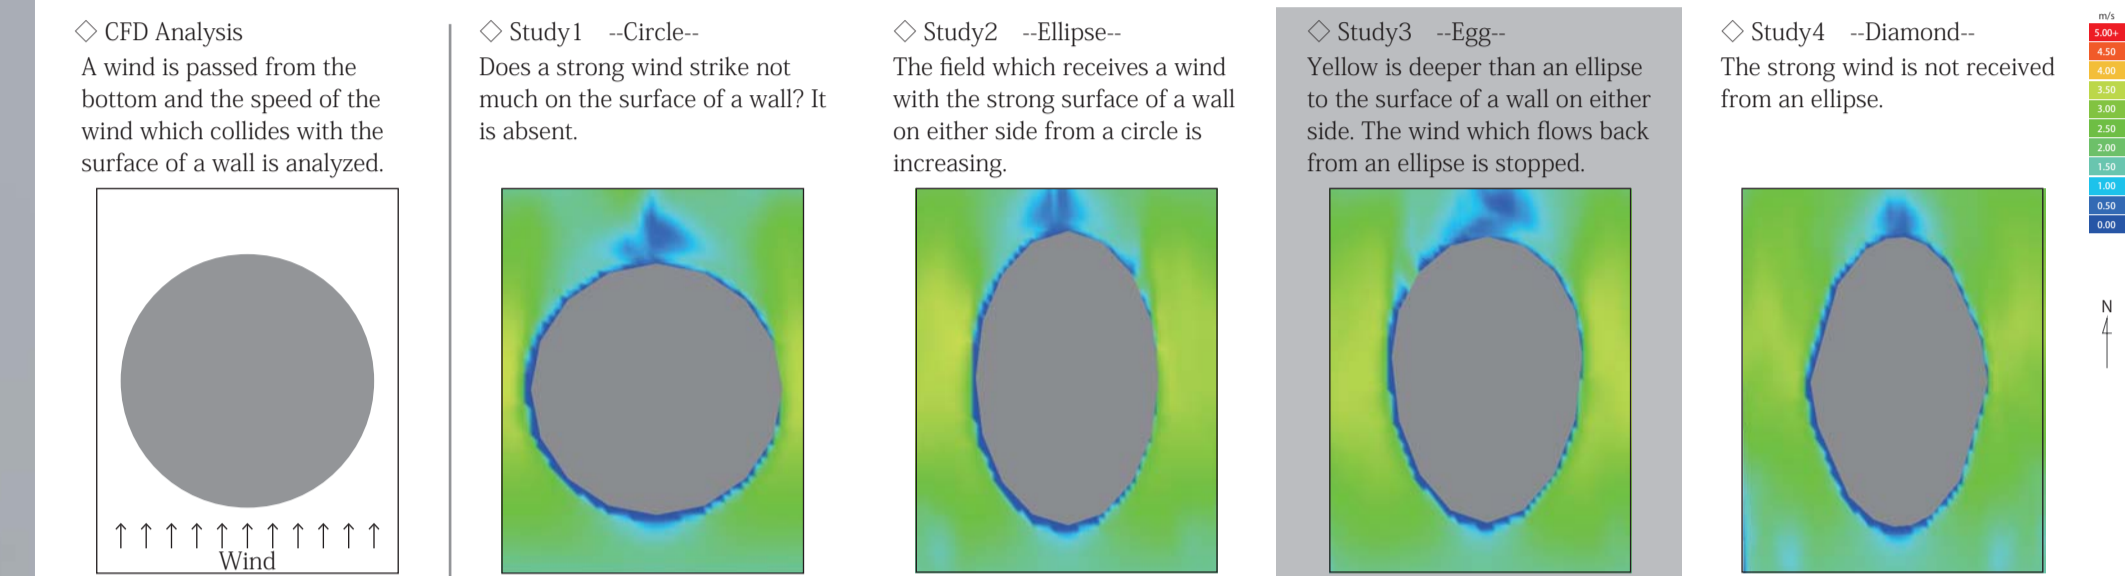 ◇ CFD Analysis
A wind is passed from the
bottom and the speed of the
wind which collides with the
surface of a wall is analyzed.
Wind
◇ Study1 --Circle--
Does a strong wind strike not
much on the surface of a wall? It
is absent.
◇ Study2 --Ellipse--
The field which receives a wind
with the strong surface of a wall
on either side from a circle is
increasing.
◇ Study3 --Egg--
Yellow is deeper than an ellipse
to the surface of a wall on either
side. The wind which flows back
from an ellipse is stopped.
◇ Study4 --Diamond--
The strong wind is not received
from an ellipse.
m/s
5.00+
4.50
4.00
3.50
3.00
2.50
2.00
1.50
1.00
0.50
0.00
N